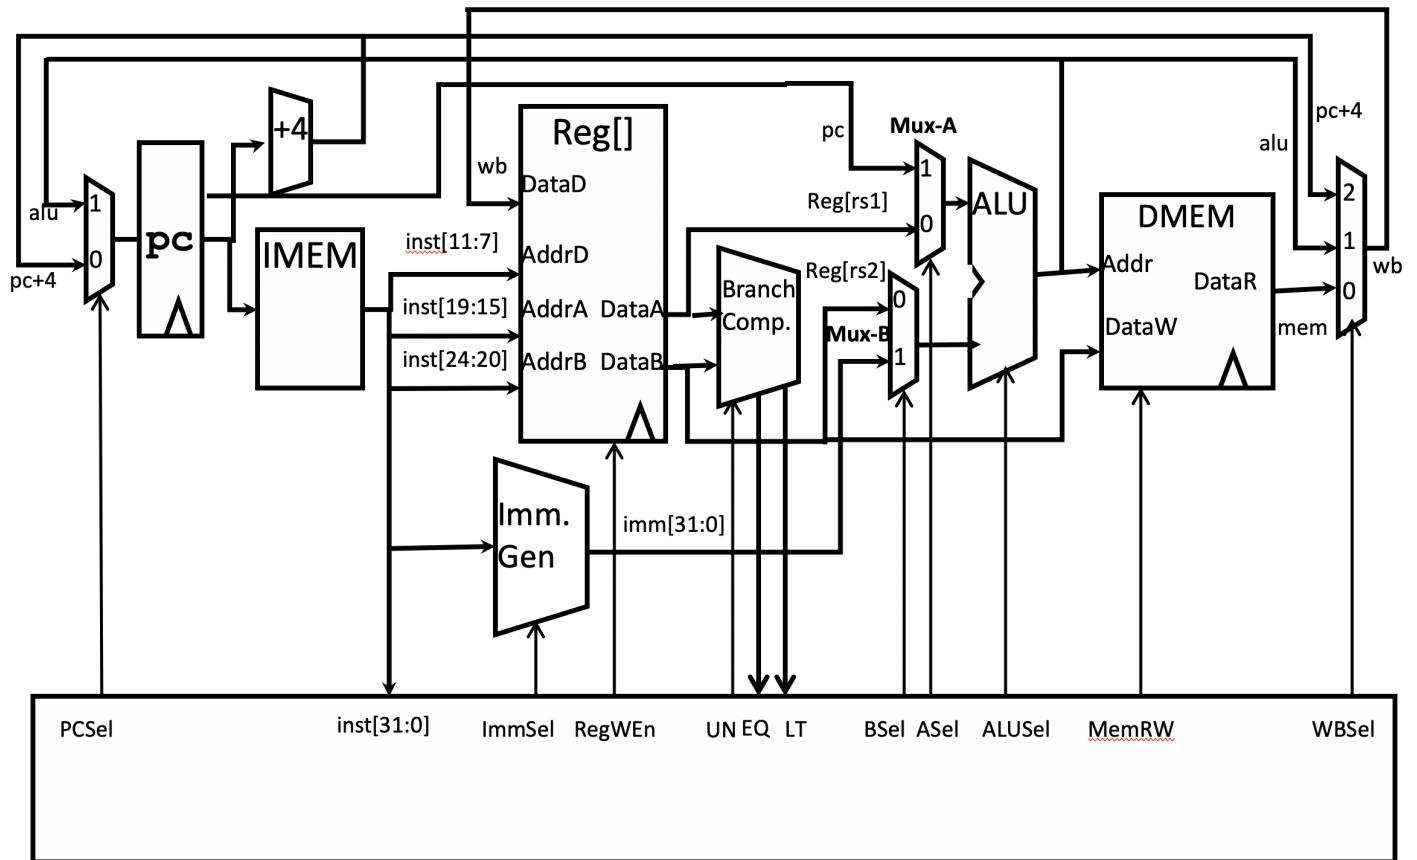 pc+4
+4
Reg[]
pc
Mux-A
alu
wb
DataD
1
ALU
2
alu
1
Reg[rs1]
DMEM
pc
IMEM
inst[11:7]
AddrD
0
1
wb
0
pc+4
Reg[rs2]
Addr
DataR
0
Branch
Comp.
0
inst[19:15]
AddrA
DataA
Mux-B
DataW
mem
inst[24:20]
AddrB
DataB
1
Imm.
Gen
imm[31:0]
PCSel
inst[31:0]
ImmSel
RegWEn
UN
EQ
LT
BSel
ASel
ALUSel
MemRW
WBSel